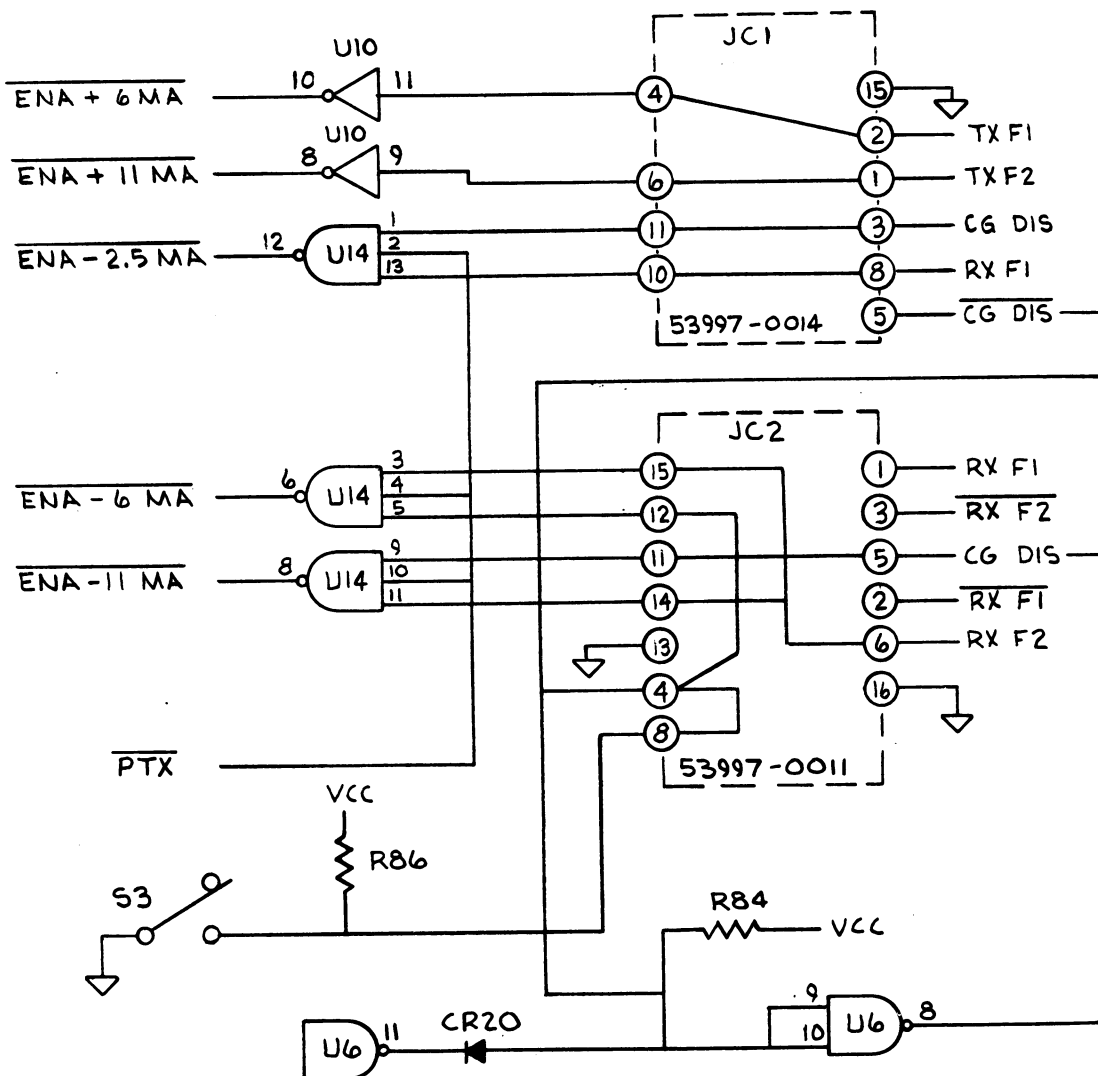 JC1
U10
10 11 4 15
ENA + 6 MA
2 TX F1
U10
8 9 6 1 TX F2
ENA + 11 MA
1 11 3 CG DIS
12 U14 2
ENA - 2.5 MA
13 10 8 RX F1
53997-0014 5 CG DIS
JC2
3 15 1 RX F1
6 U14 4
ENA - 6 MA
5 12 3 RX F2
9 11 5 CG DIS
8 U14 10
ENA - 11 MA
11 14 2 RX F1
13 6 RX F2
4 16
8
PTX
53997-0011
VCC
R86
S3
R84
VCC
9
U6 11 CR20 10 U6 8